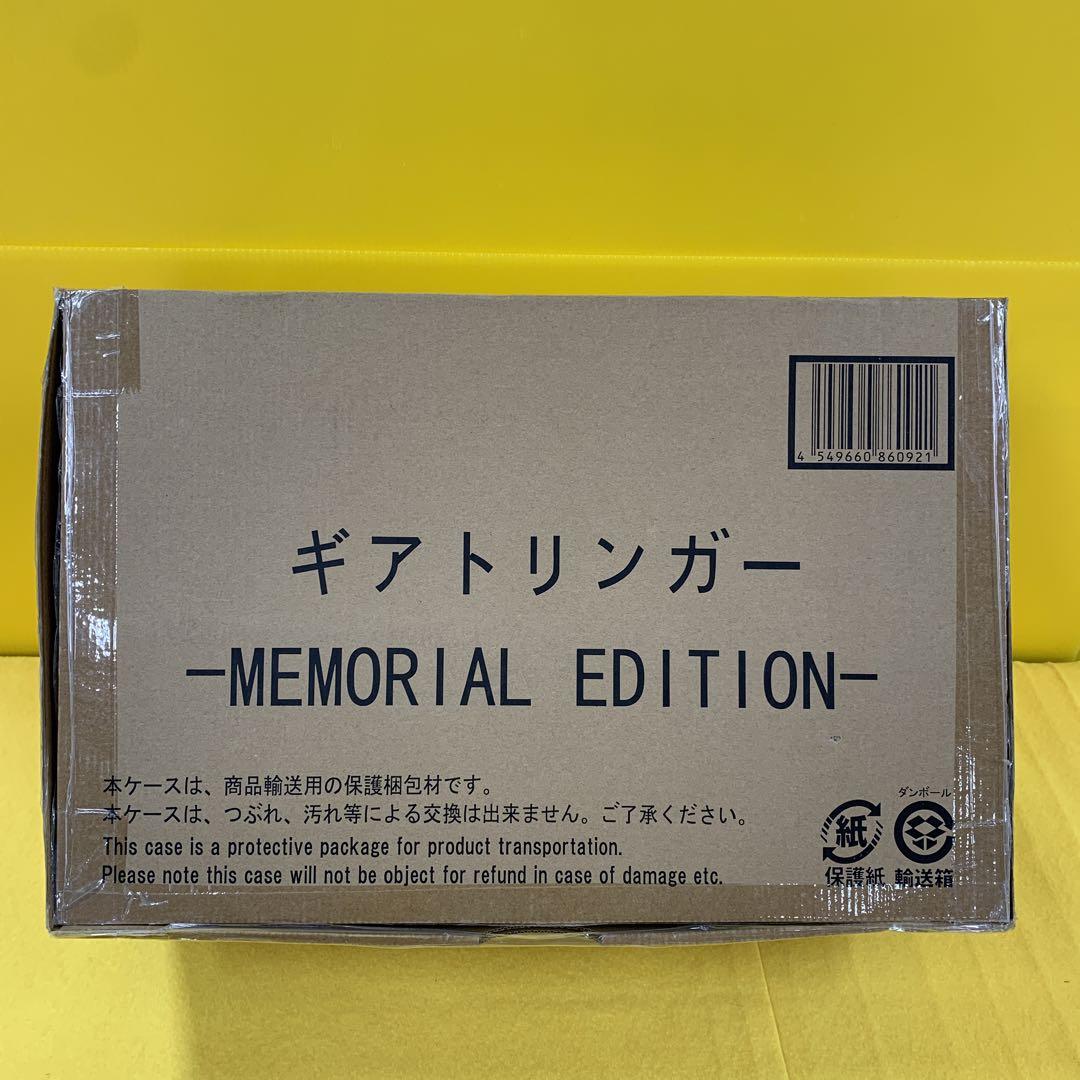 4 549660 860921
ギアトリンガー
−MEMORIAL EDITION−
本ケースは、商品輸送用の保護梱包材です。
本ケースは、つぶれ、汚れ等による交換は出来ません。ご了承ください。
This case is a protective package for product transportation.
Please note this case will not be object for refund in case of damage etc.
ダンボール
紙
保護紙 輸送箱